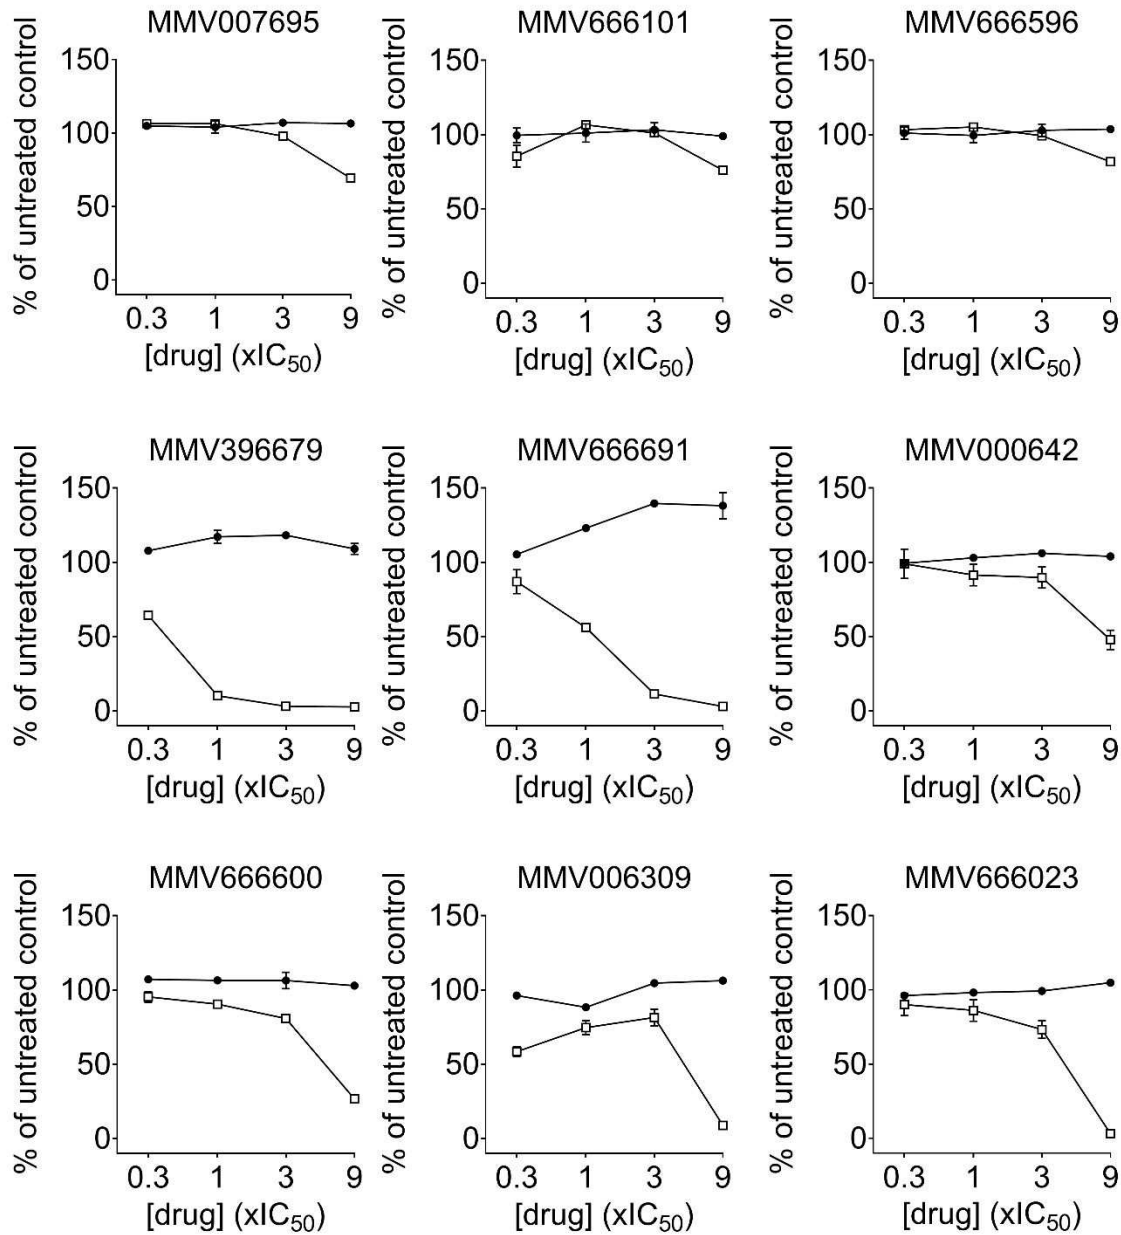 MMV007695 MMV666101 MMV666596
% of untreated control 150 100 50 0 % of untreated control 150 100 50 0 % of untreated control 150 100 50 0
0.3 1 3 9 0.3 1 3 9 0.3 1 3 9
[drug] (xIC50) [drug] (xIC50) [drug] (xIC50)
MMV396679 MMV666691 MMV000642
% of untreated control 150 100 50 0 % of untreated control 150 100 50 0 % of untreated control 150 100 50 0
0.3 1 3 9 0.3 1 3 9 0.3 1 3 9
[drug] (xIC50) [drug] (xIC50) [drug] (xIC50)
MMV666600 MMV006309 MMV666023
% of untreated control 150 100 50 0 % of untreated control 150 100 50 0 % of untreated control 150 100 50 0
0.3 1 3 9 0.3 1 3 9 0.3 1 3 9
[drug] (xIC50) [drug] (xIC50) [drug] (xIC50)